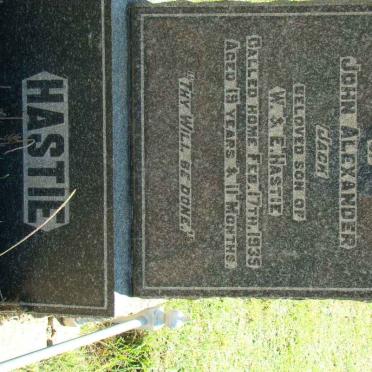 JOHN ALEXANDER
(JACK)
BELOVED SON OF
W & E HASTIE
CALLED HOME FEB. 17TH, 1935
AGED 19 YEARS & 11 MONTHS
"THY WILL BE DONE."
HASTIE